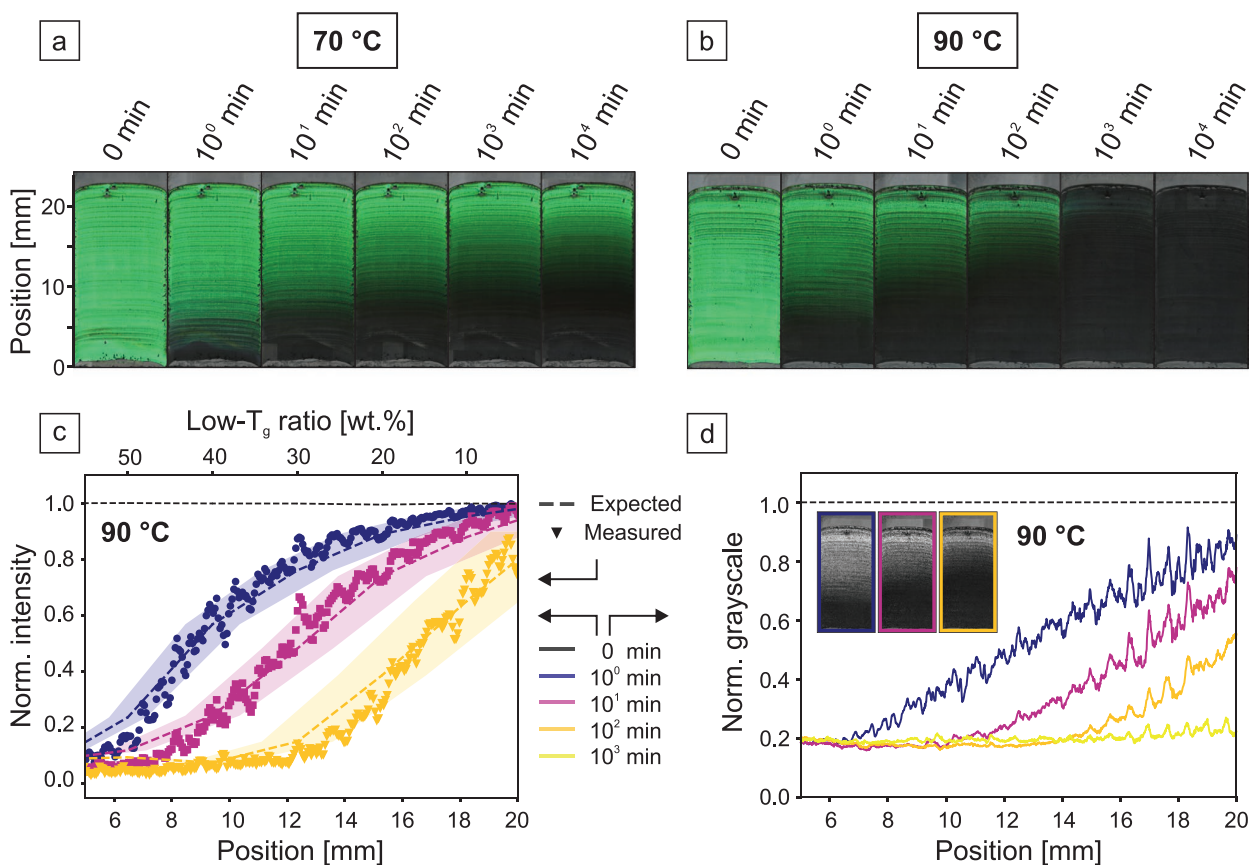 a
70 °C
b
90 °C
0 min
10⁰ min
10¹ min
10² min
10³ min
10⁴ min
0 min
10⁰ min
10¹ min
10² min
10³ min
10⁴ min
Position [mm]
20
10
0
Position [mm]
20
10
0
c
Low-Tg ratio [wt.%]
50 40 30 20 10
Norm. intensity
1.0
0.8
0.6
0.4
0.2
0.0
90 °C
6 8 10 12 14 16 18 20
Position [mm]
Expected
Measured
0 min
10⁰ min
10¹ min
10² min
10³ min
d
Norm. grayscale
1.0
0.8
0.6
0.4
0.2
0.0
90 °C
6 8 10 12 14 16 18 20
Position [mm]